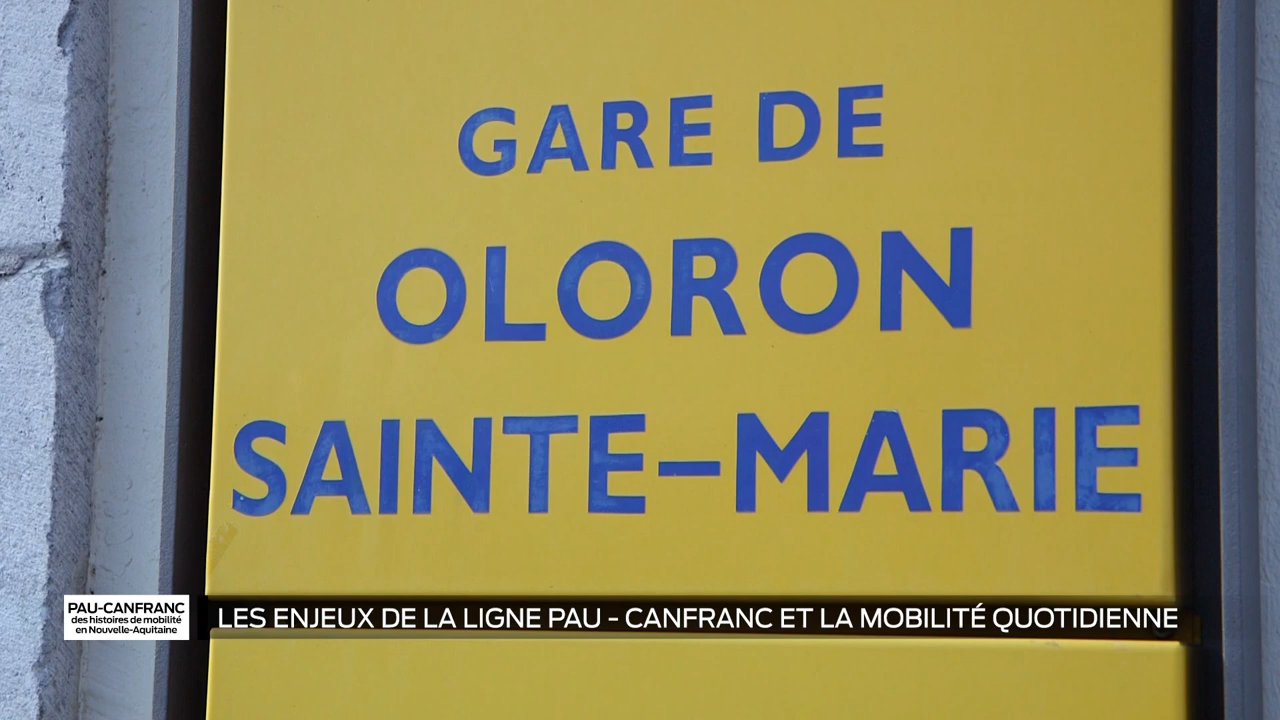 GARE DE
OLORON
SAINTE-MARIE
PAU-CANFRANC
des histoires de mobilité
en Nouvelle-Aquitaine
LES ENJEUX DE LA LIGNE PAU - CANFRANC ET LA MOBILITÉ QUOTIDIENNE